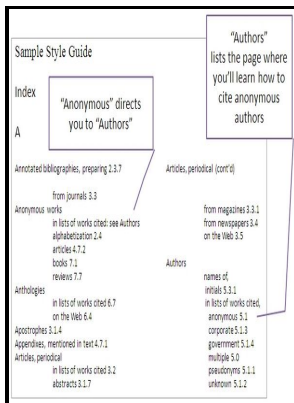 Sample Style Guide
"Authors"
lists the page where
you'll learn how to
cite anonymous
authors
Index
"Anonymous" directs
you to "Authors"
A
Annotated bibliographies, preparing 2.3.7
from journals 3.3
Anonymous works
in lists of works cited: see Authors
alphabetization 2.4
articles 4.7.2
books 7.1
reviews 7.7
Anthologies
in lists of works cited 6.7
on the Web 6.4
Apostrophes 3.1.4
Appendixes, mentioned in text 4.7.1
Articles, periodical
in lists of works cited 3.2
abstracts 3.1.7
Articles, periodical (cont'd)
from magazines 3.3.1
from newspapers 3.4
on the Web 3.5
Authors
names of,
initials 5.3.1
in lists of works cited,
anonymous 5.1
corporate 5.1.3
government 5.1.4
multiple 5.0
pseudonyms 5.1.1
unknown 5.1.2